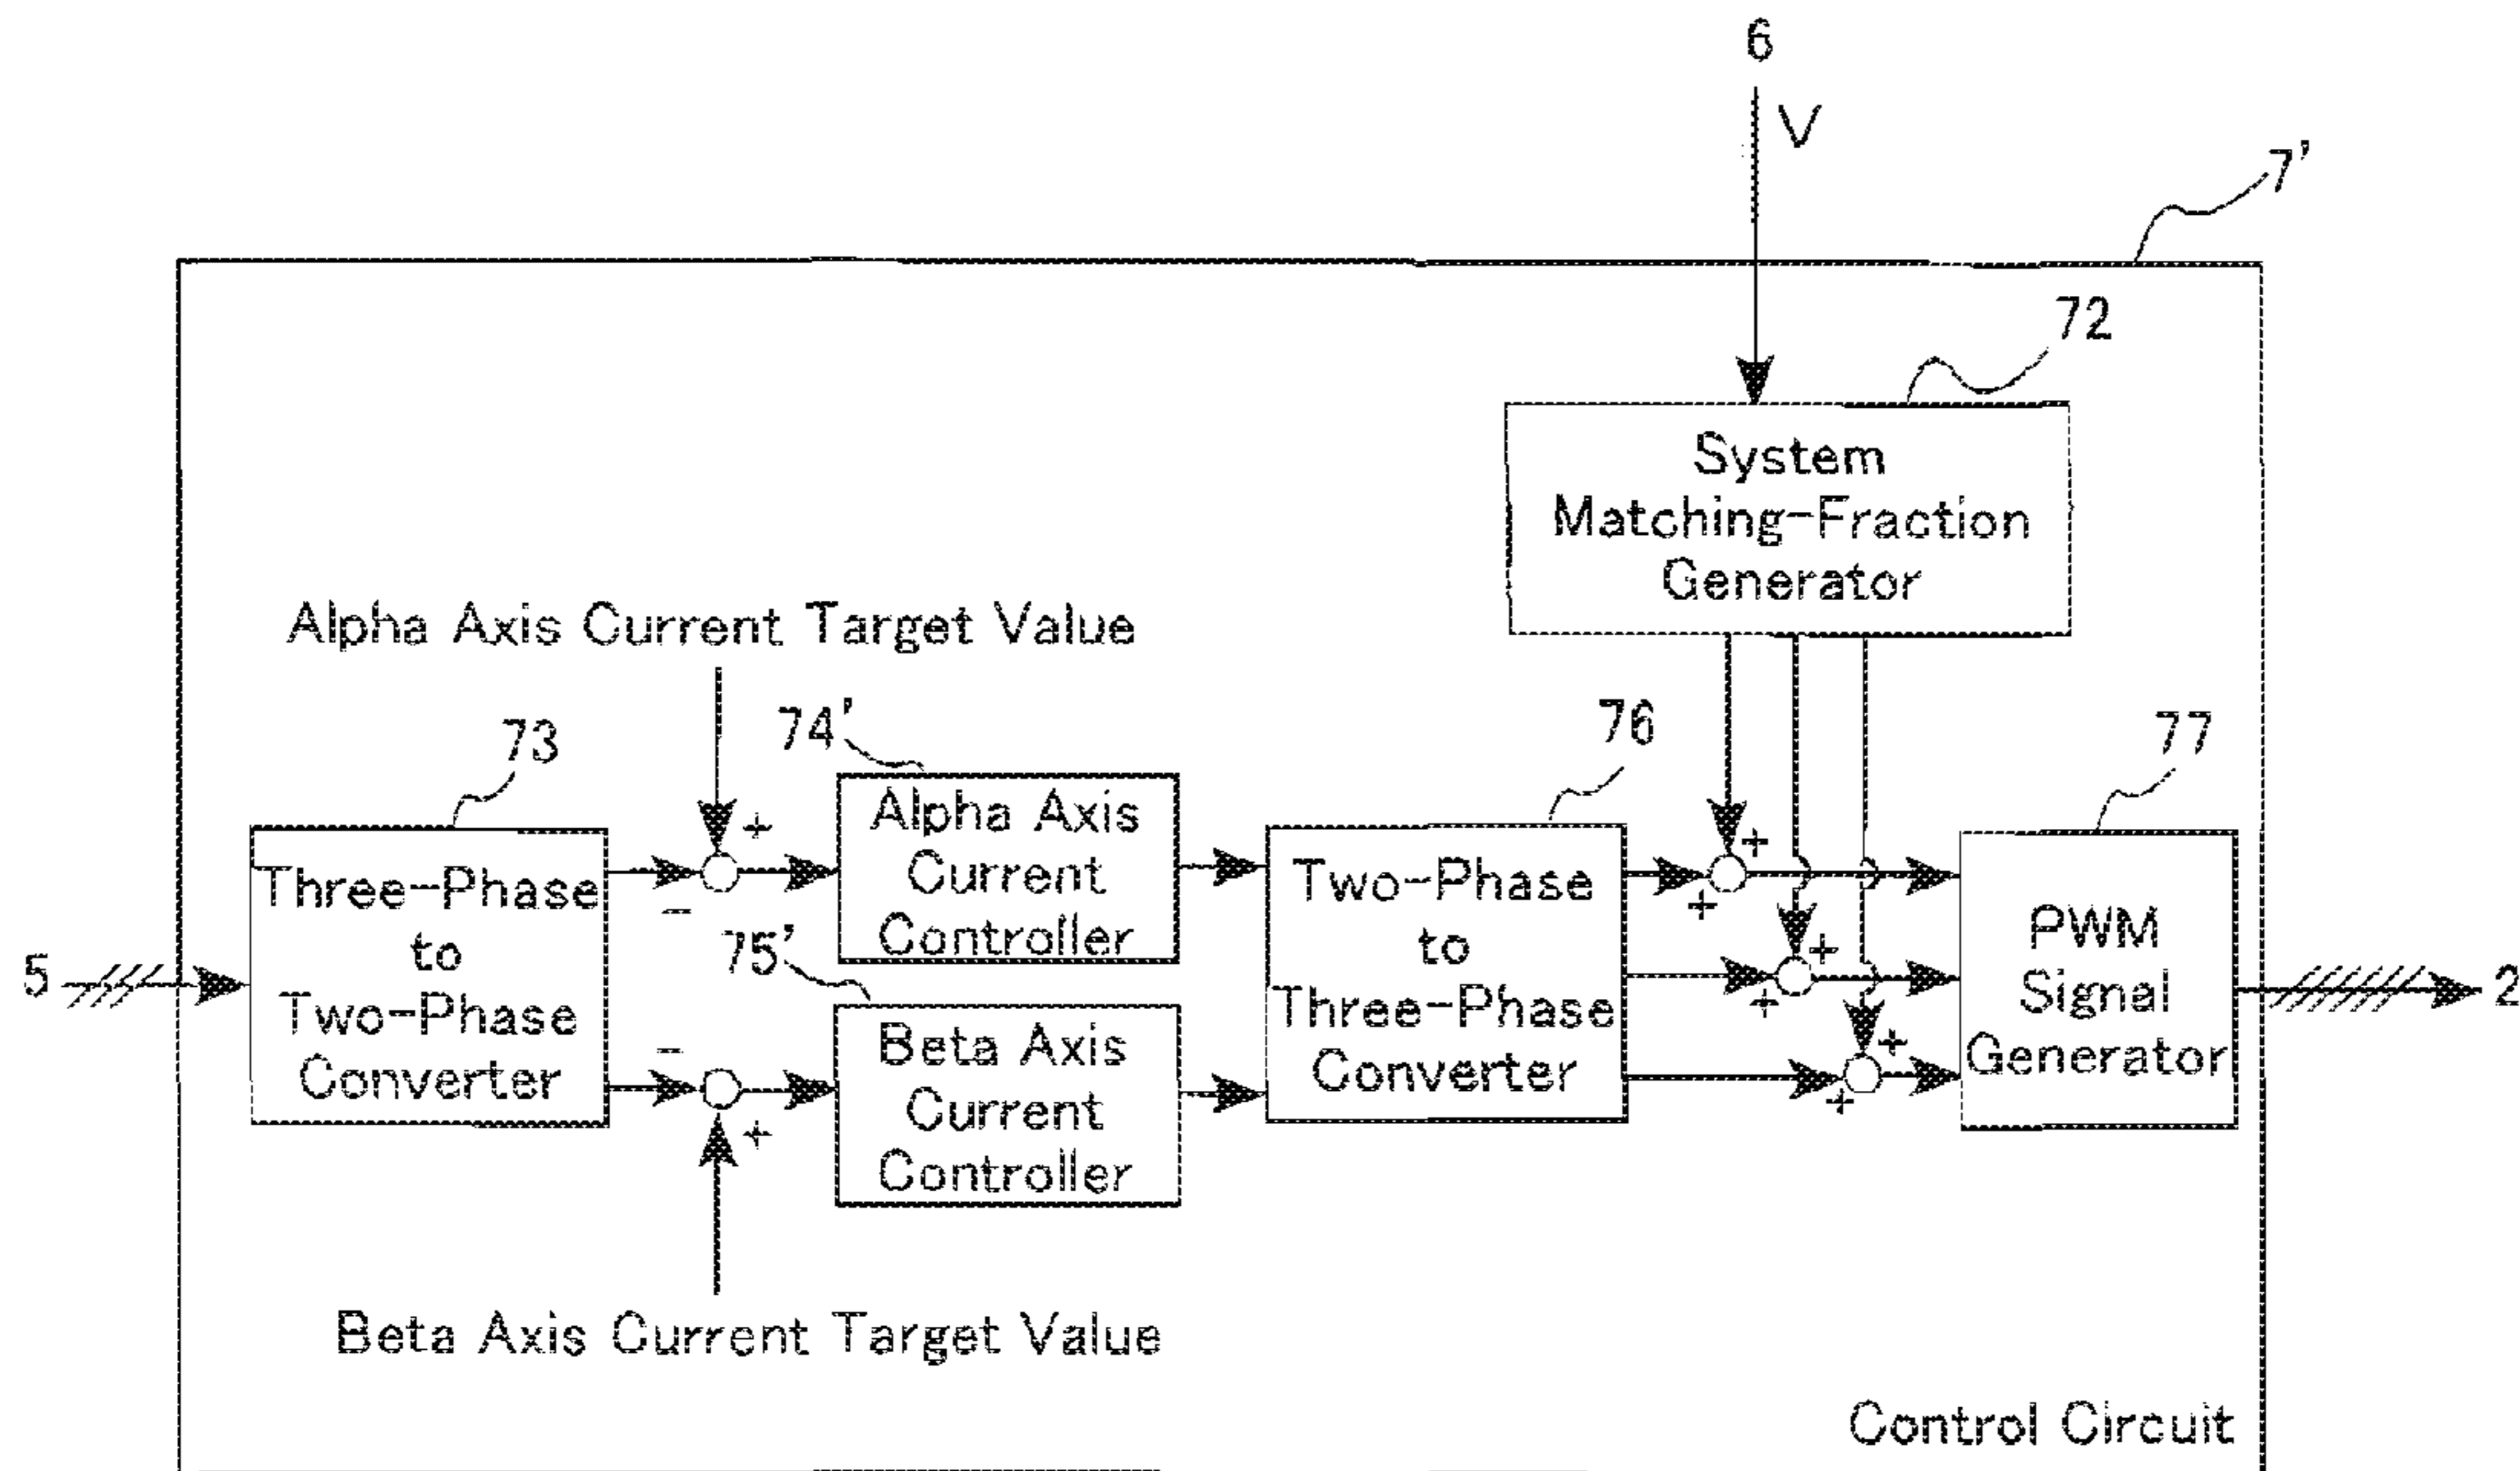 6
V
7'
72
System
Matching-Fraction
Generator
Alpha Axis Current Target Value
73
74'
76
77
+
Alpha Axis
Current
Controller
-
Three-Phase
to
Two-Phase
Converter
75'
Two-Phase
to
Three-Phase
Converter
+
+
+
+
+
+
PWM
Signal
Generator
5
2
-
+
Beta Axis
Current
Controller
Beta Axis Current Target Value
Control Circuit